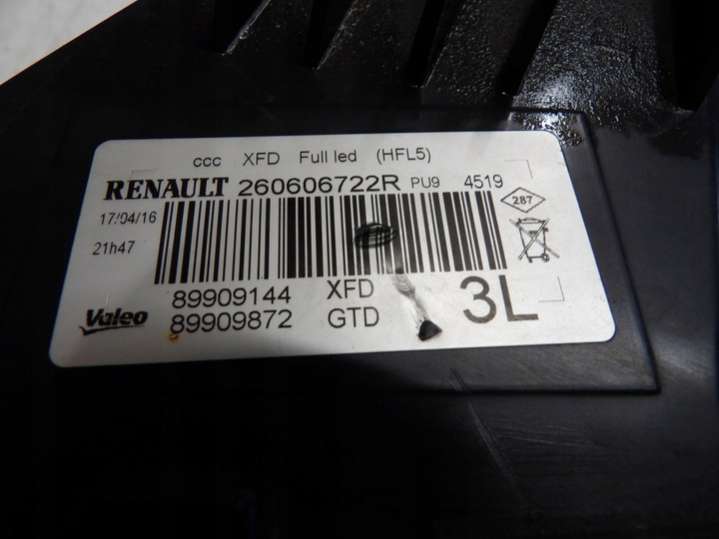 ccc XFD Full led (HFL5)
RENAULT 260606722R PU9 4519
17/04/16
21h47
287
89909144 XFD
Valeo 89909872 GTD
3L